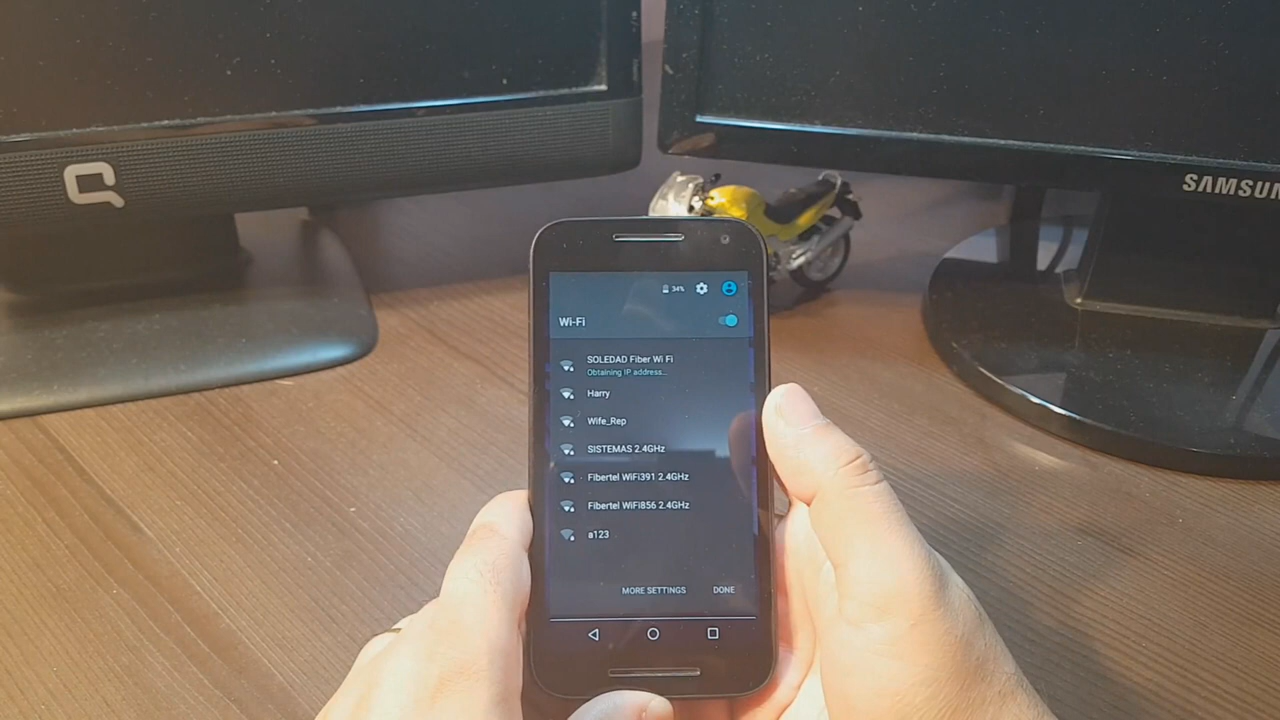 SAMSUN
34%
Wi-Fi
SOLEDAD Fiber Wi Fi
Obtaining IP address...
Harry
Wife_Rep
SISTEMAS 2.4GHz
Fibertel WiFi391 2.4GHz
Fibertel WiFi856 2.4GHz
a123
MORE SETTINGS
DONE